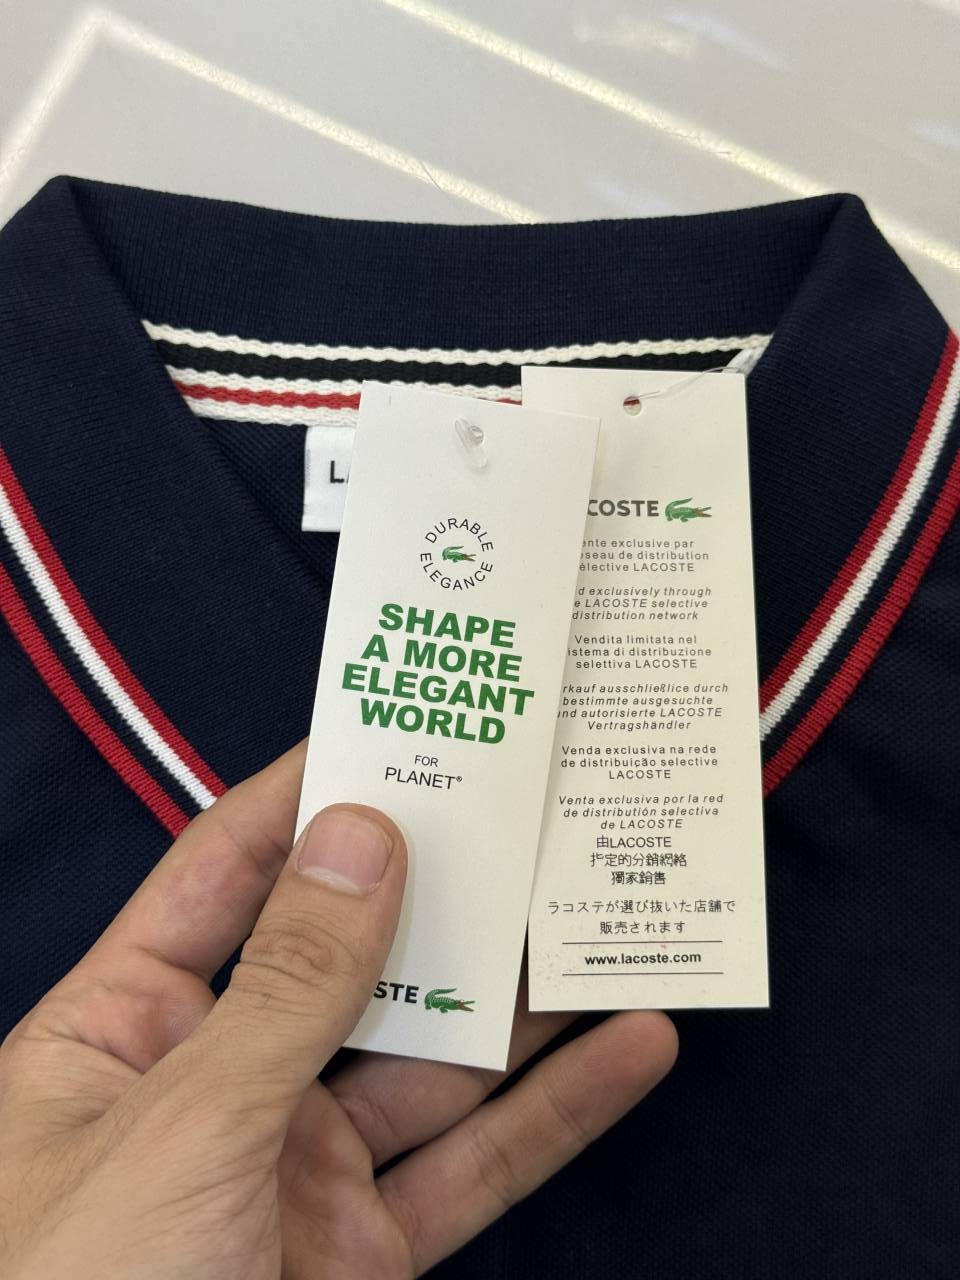 DURABLE
ELEGANCE
SHAPE
A MORE
ELEGANT
WORLD
FOR
PLANET®
STE
L
COSTE
ente exclusive par
seau de distribution
élective LACOSTE
d exclusively through
e LACOSTE selective
distribution network
Vendita limitata nel
istema di distribuzione
selettiva LACOSTE
rkauf ausschließlice durch
bestimmte ausgesuchte
und autorisierte LACOSTE
Vertragshändler
Venda exclusiva na rede
de distribuição selective
LACOSTE
Venta exclusiva por la red
de distributión selectiva
de LACOSTE
由LACOSTE
指定的分銷網絡
獨家銷售
ラコステが選び抜いた店舗で
販売されます
www.lacoste.com